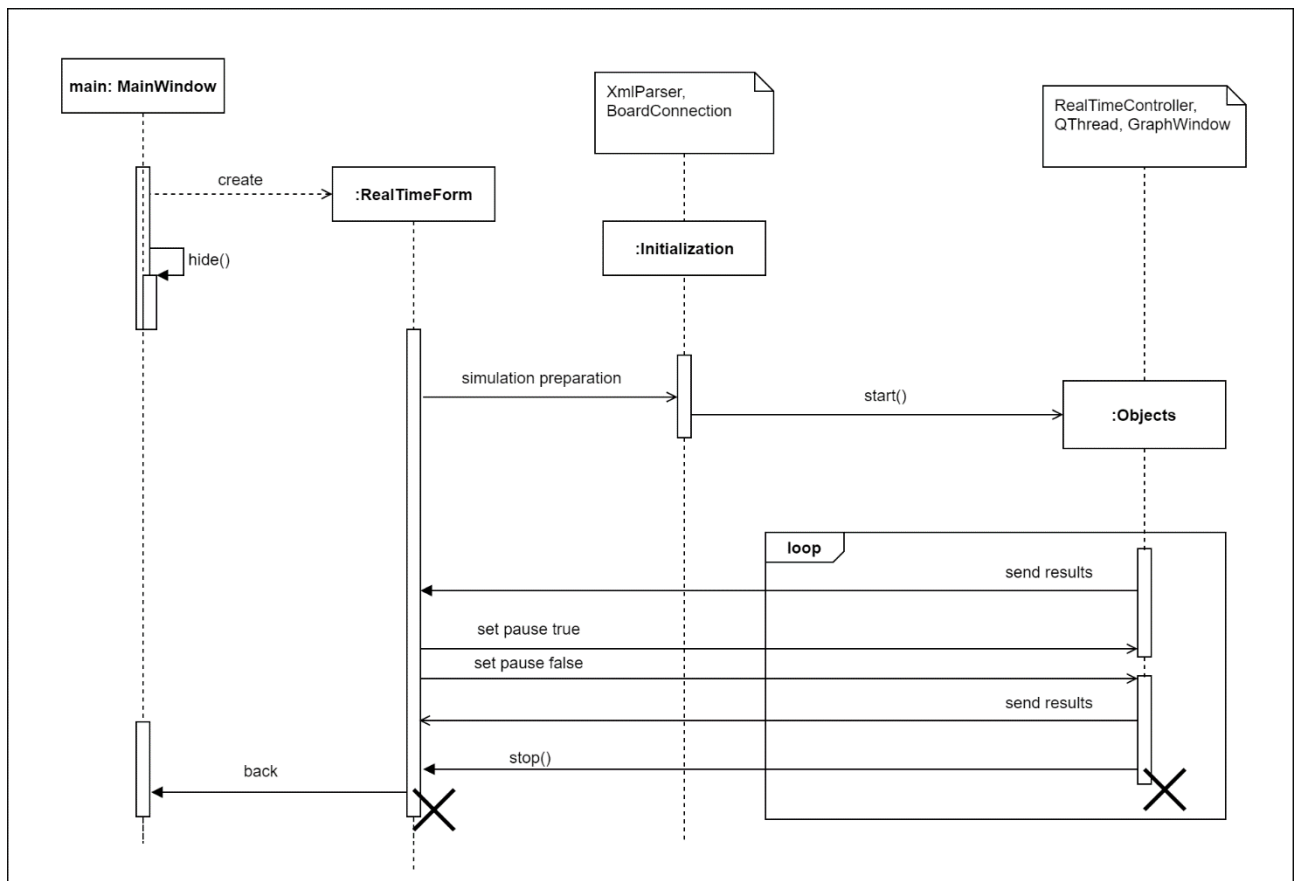 main: MainWindow
XmlParser,
BoardConnection
RealTimeController,
QThread, GraphWindow
create
:RealTimeForm
:Initialization
hide()
simulation preparation
start()
:Objects
loop
send results
set pause true
set pause false
send results
stop()
back